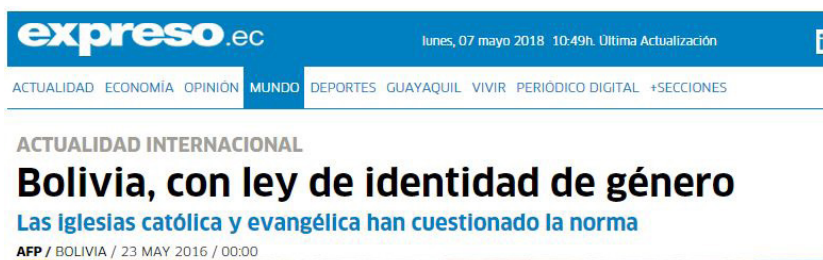 expreso.ec
lunes, 07 mayo 2018 10:49h. Última Actualización
ACTUALIDAD ECONOMÍA OPINIÓN MUNDO DEPORTES GUAYAQUIL VIVIR PERIÓDICO DIGITAL +SECCIONES
ACTUALIDAD INTERNACIONAL
Bolivia, con ley de identidad de género
Las iglesias católica y evangélica han cuestionado la norma
AFP / BOLIVIA / 23 MAY 2016 / 00:00